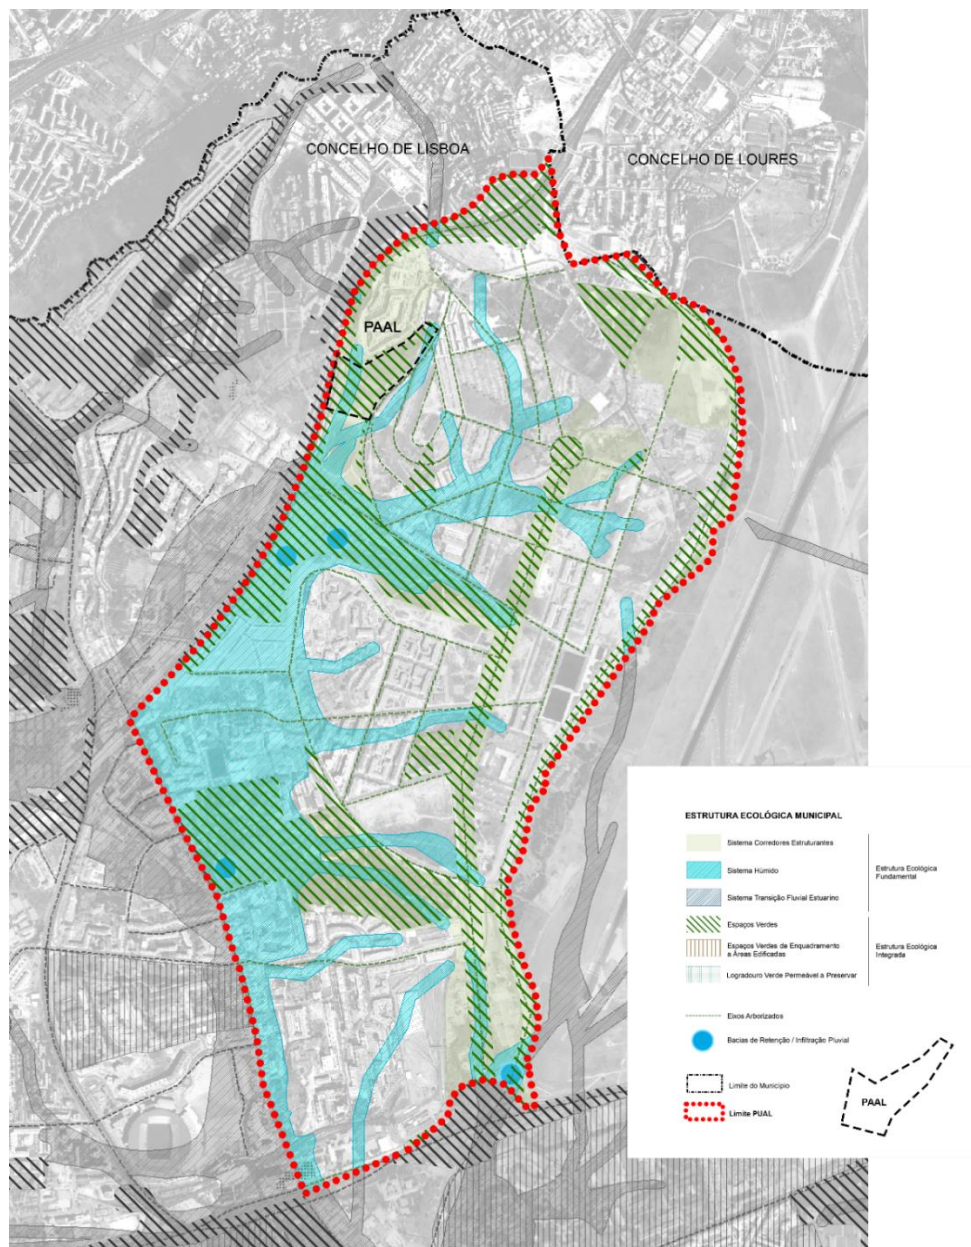 CONCELHO DE LISBOA
CONCELHO DE LOURES
PAAL
ESTRUTURA ECOLÓGICA MUNICIPAL
Sistema Corredores Estruturantes
Sistema Húmido
Estrutura Ecológica
Fundamental
Sistema Transição Fluvial Estuarino
Espaços Verdes
Espaços Verdes de Enquadramento
a Áreas Edificadas
Estrutura Ecológica
Integrada
Logradouro Verde Permeável a Preservar
Eixos Arborizados
Bacias de Retenção / Infiltração Pluvial
Limite do Município
Limite PUAL
PAAL